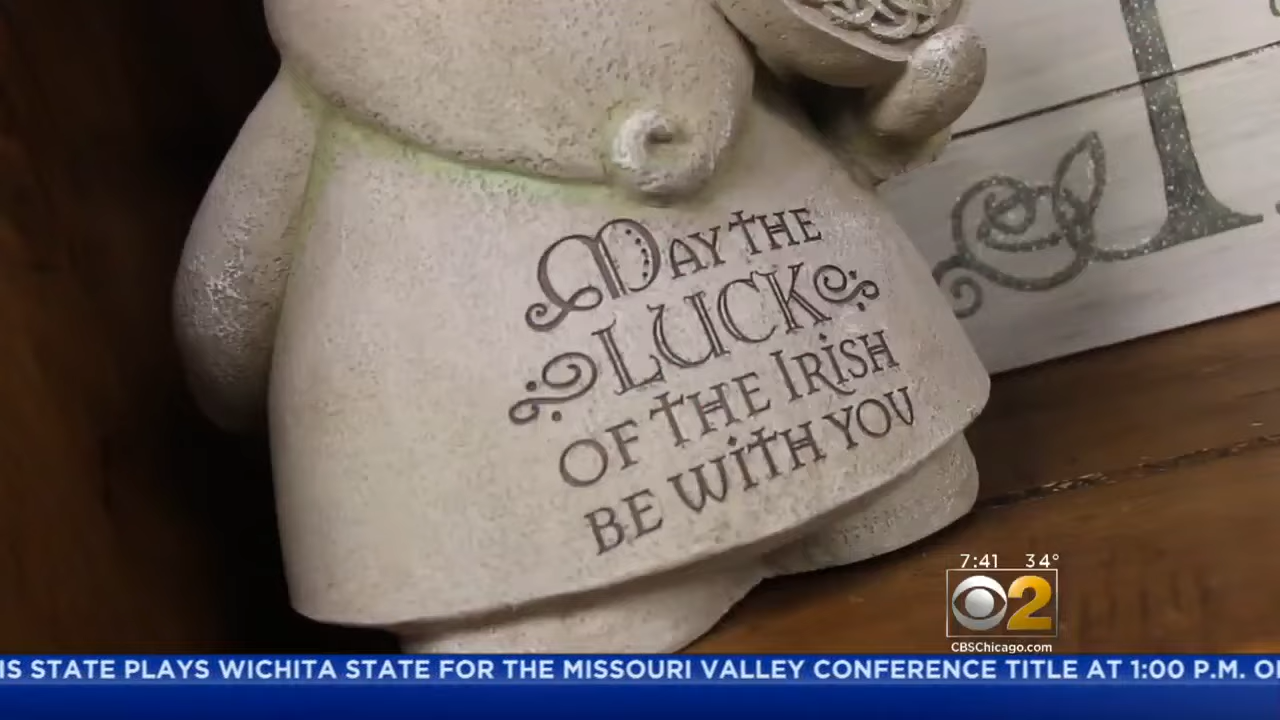 MAY THE
LUCK
OF THE IRISH
BE WITH YOU
7:41 34°
2
CBSChicago.com
IS STATE PLAYS WICHITA STATE FOR THE MISSOURI VALLEY CONFERENCE TITLE AT 1:00 P.M.